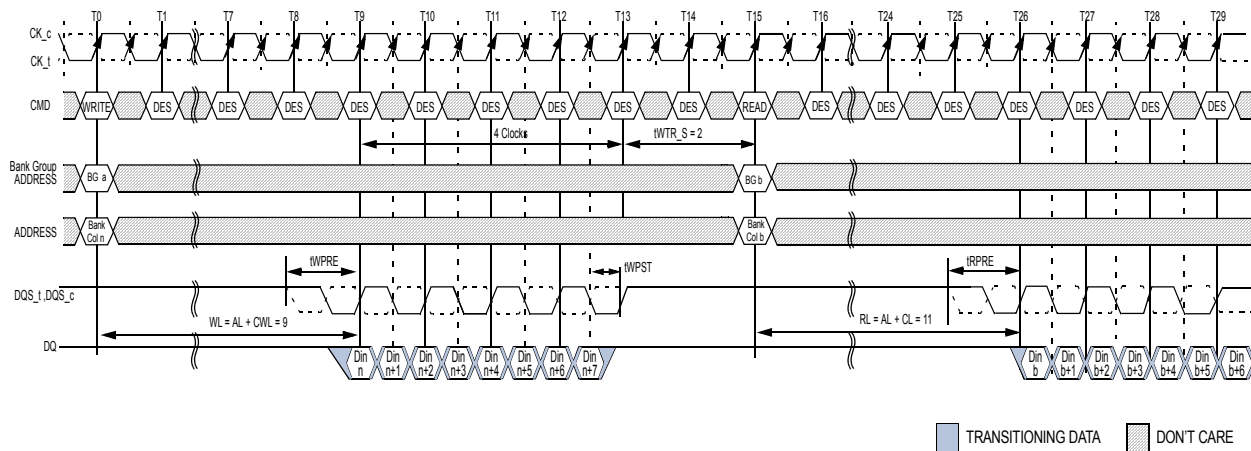 T0 T1 T7 T8 T9 T10 T11 T12 T13 T14 T15 T16 T24 T25 T26 T27 T28 T29
CK_c
CK_t
CMD WRITE DES DES DES DES DES DES DES DES DES READ DES DES DES DES DES DES DES
4 Clocks tWTR_S = 2
Bank Group
ADDRESS BG a BG b
ADDRESS Bank Col n Bank Col b
tWPRE tWPST tRPRE
DQS_t ,DQS_c
WL = AL + CWL = 9 RL = AL + CL = 11
DQ
Din n Din n+1 Din n+2 Din n+3 Din n+4 Din n+5 Din n+6 Din n+7 Din b Din b+1 Din b+2 Din b+3 Din b+4 Din b+5 Din b+6
TRANSITIONING DATA DON'T CARE